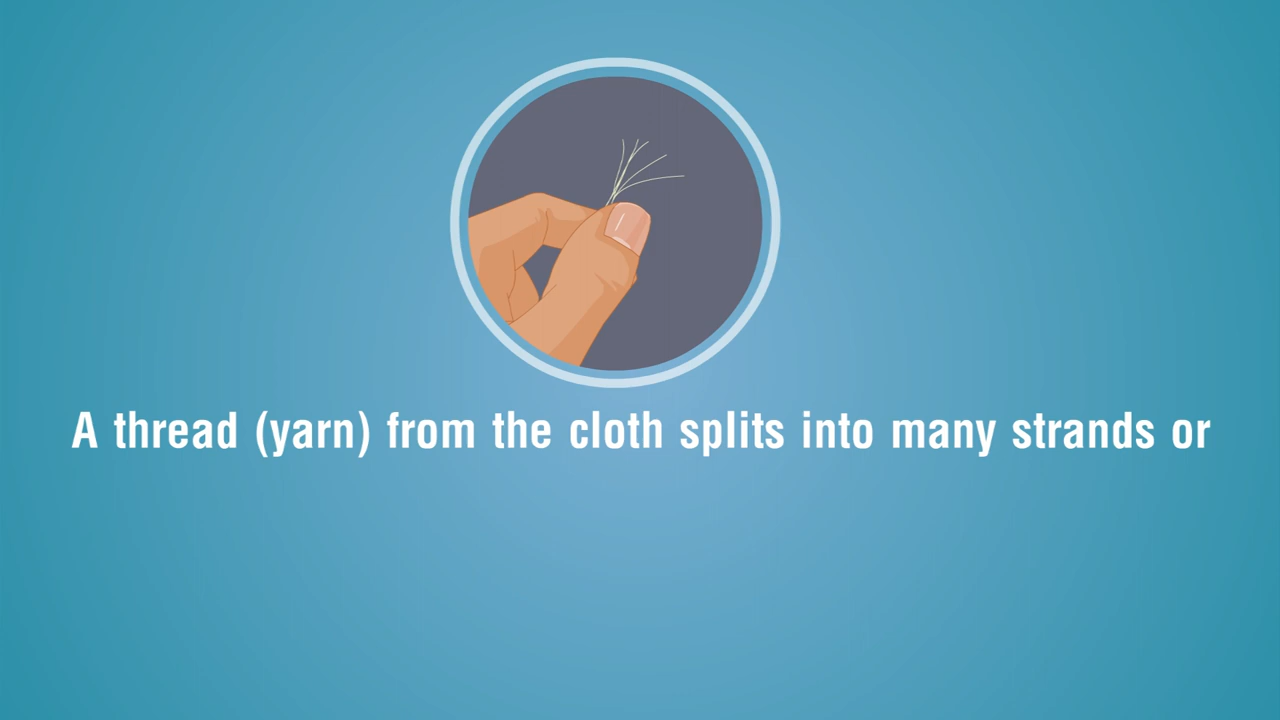 A thread (yarn) from the cloth splits into many strands or